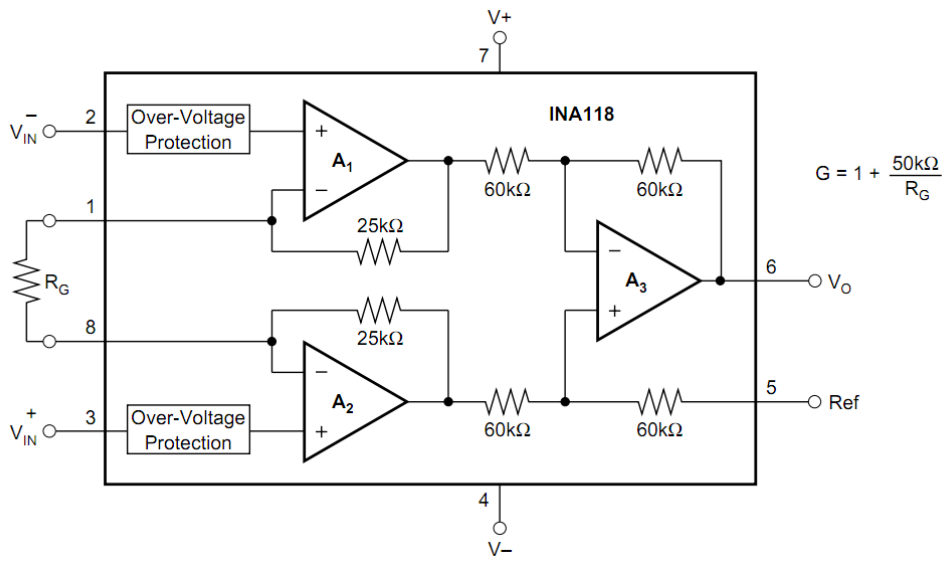 V+
7
INA118
2
Over-Voltage
Protection
V⁻IN
+
A1
−
60kΩ
60kΩ
G = 1 + 50kΩ / RG
1
25kΩ
RG
−
A3
+
6
VO
8
25kΩ
−
A2
+
60kΩ
60kΩ
5
Ref
3
Over-Voltage
Protection
V⁺IN
4
V−